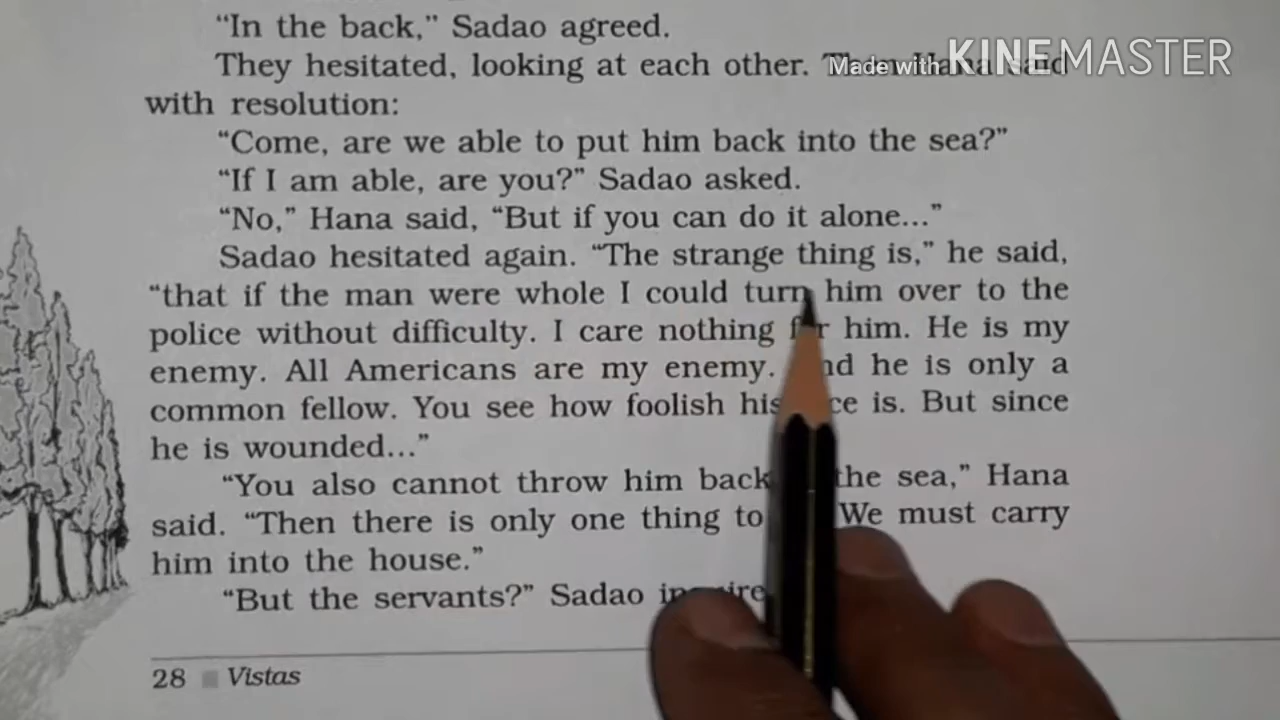 “In the back,” Sadao agreed.
They hesitated, looking at each other. Then Hana said
Made with KINEMASTER
with resolution:
“Come, are we able to put him back into the sea?”
“If I am able, are you?” Sadao asked.
“No,” Hana said, “But if you can do it alone...”
Sadao hesitated again. “The strange thing is,” he said,
“that if the man were whole I could turn him over to the
police without difficulty. I care nothing for him. He is my
enemy. All Americans are my enemy. And he is only a
common fellow. You see how foolish his face is. But since
he is wounded...”
“You also cannot throw him back the sea,” Hana
said. “Then there is only one thing to We must carry
him into the house.”
“But the servants?” Sadao
28 Vistas